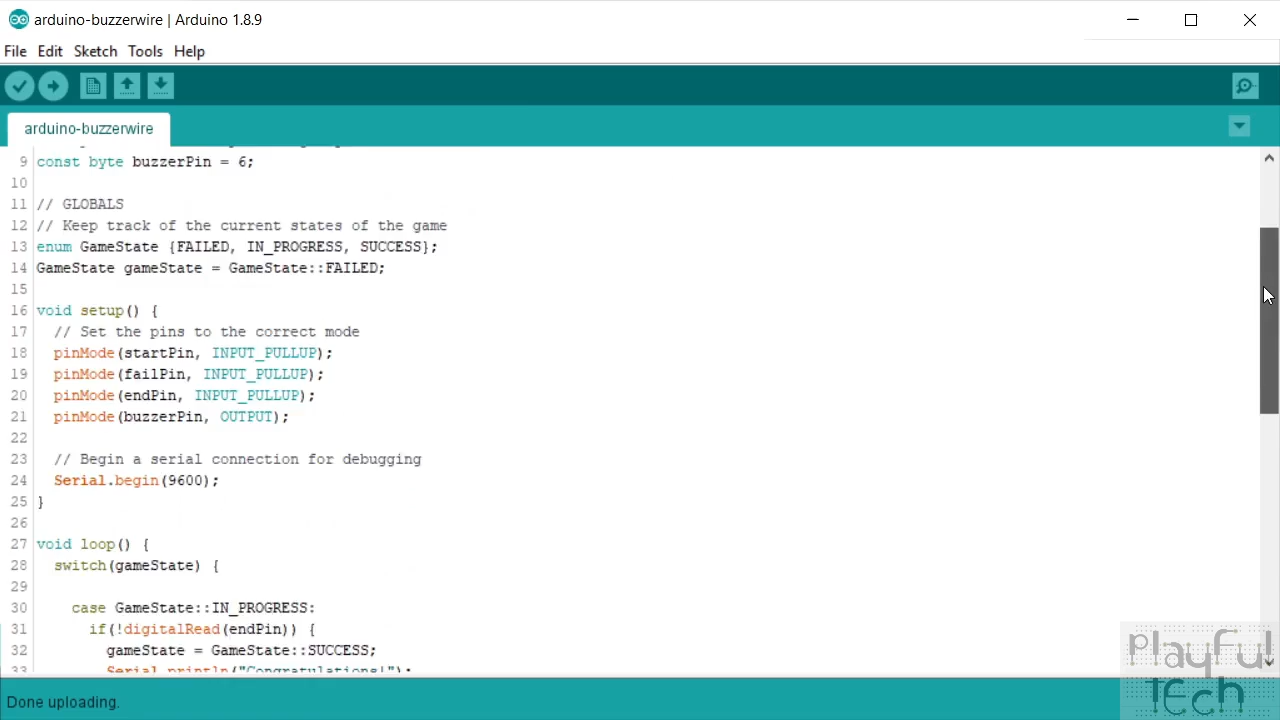 arduino-buzzerwire | Arduino 1.8.9
File Edit Sketch Tools Help
arduino-buzzerwire
9 const byte buzzerPin = 6;
10
11 // GLOBALS
12 // Keep track of the current states of the game
13 enum GameState {FAILED, IN_PROGRESS, SUCCESS};
14 GameState gameState = GameState::FAILED;
15
16 void setup() {
17   // Set the pins to the correct mode
18   pinMode(startPin, INPUT_PULLUP);
19   pinMode(failPin, INPUT_PULLUP);
20   pinMode(endPin, INPUT_PULLUP);
21   pinMode(buzzerPin, OUTPUT);
22
23   // Begin a serial connection for debugging
24   Serial.begin(9600);
25 }
26
27 void loop() {
28   switch(gameState) {
29
30     case GameState::IN_PROGRESS:
31       if(!digitalRead(endPin)) {
32         gameState = GameState::SUCCESS;
33         Serial.println("Congratulations!");
Done uploading.
Playful
tEch